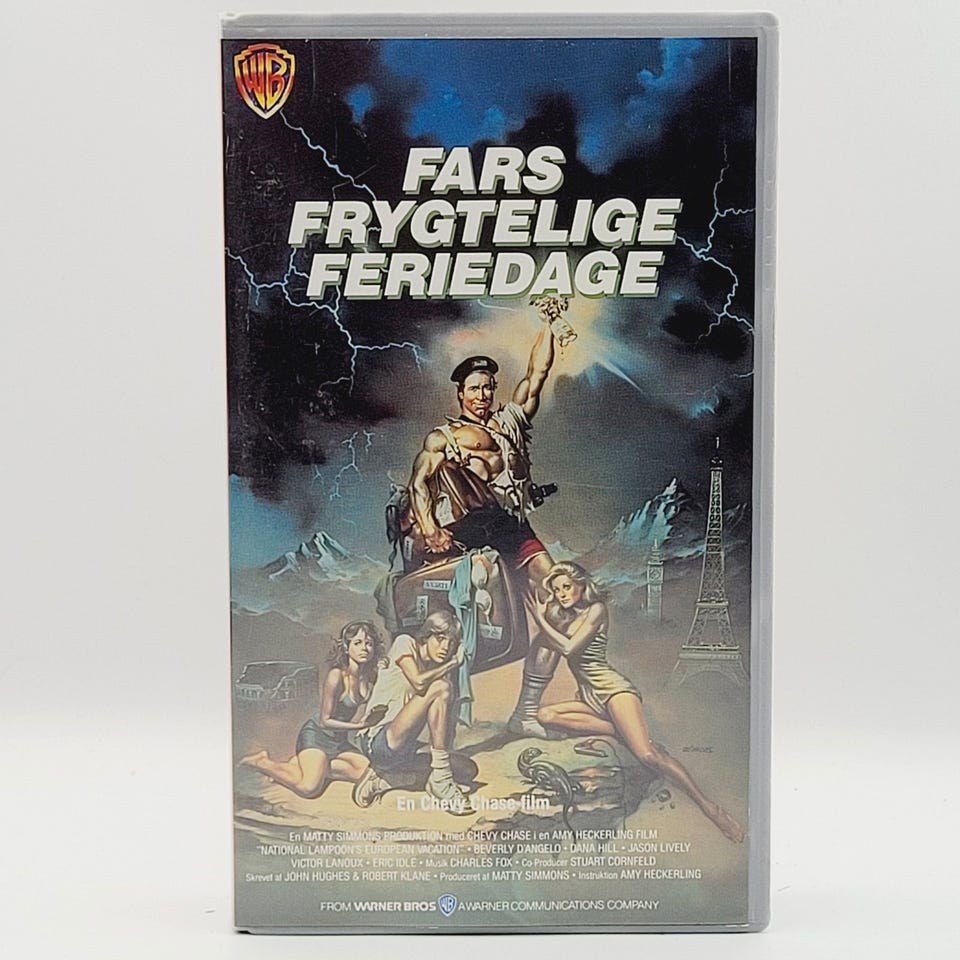 WB
FARS
FRYGTELIGE
FERIEDAGE
En Chevy Chase film
En MATTY SIMMONS PRODUKTION med CHEVY CHASE i en AMY HECKERLING FILM
"NATIONAL LAMPOON'S EUROPEAN VACATION" • BEVERLY D'ANGELO • DANA HILL • JASON LIVELY
VICTOR LANOUX • ERIC IDLE • Musik CHARLES FOX • Co-Producer STUART CORNFELD
Skrevet af JOHN HUGHES & ROBERT KLANE • Produceret af MATTY SIMMONS • Instruktion AMY HECKERLING
FROM WARNER BROS WB A WARNER COMMUNICATIONS COMPANY